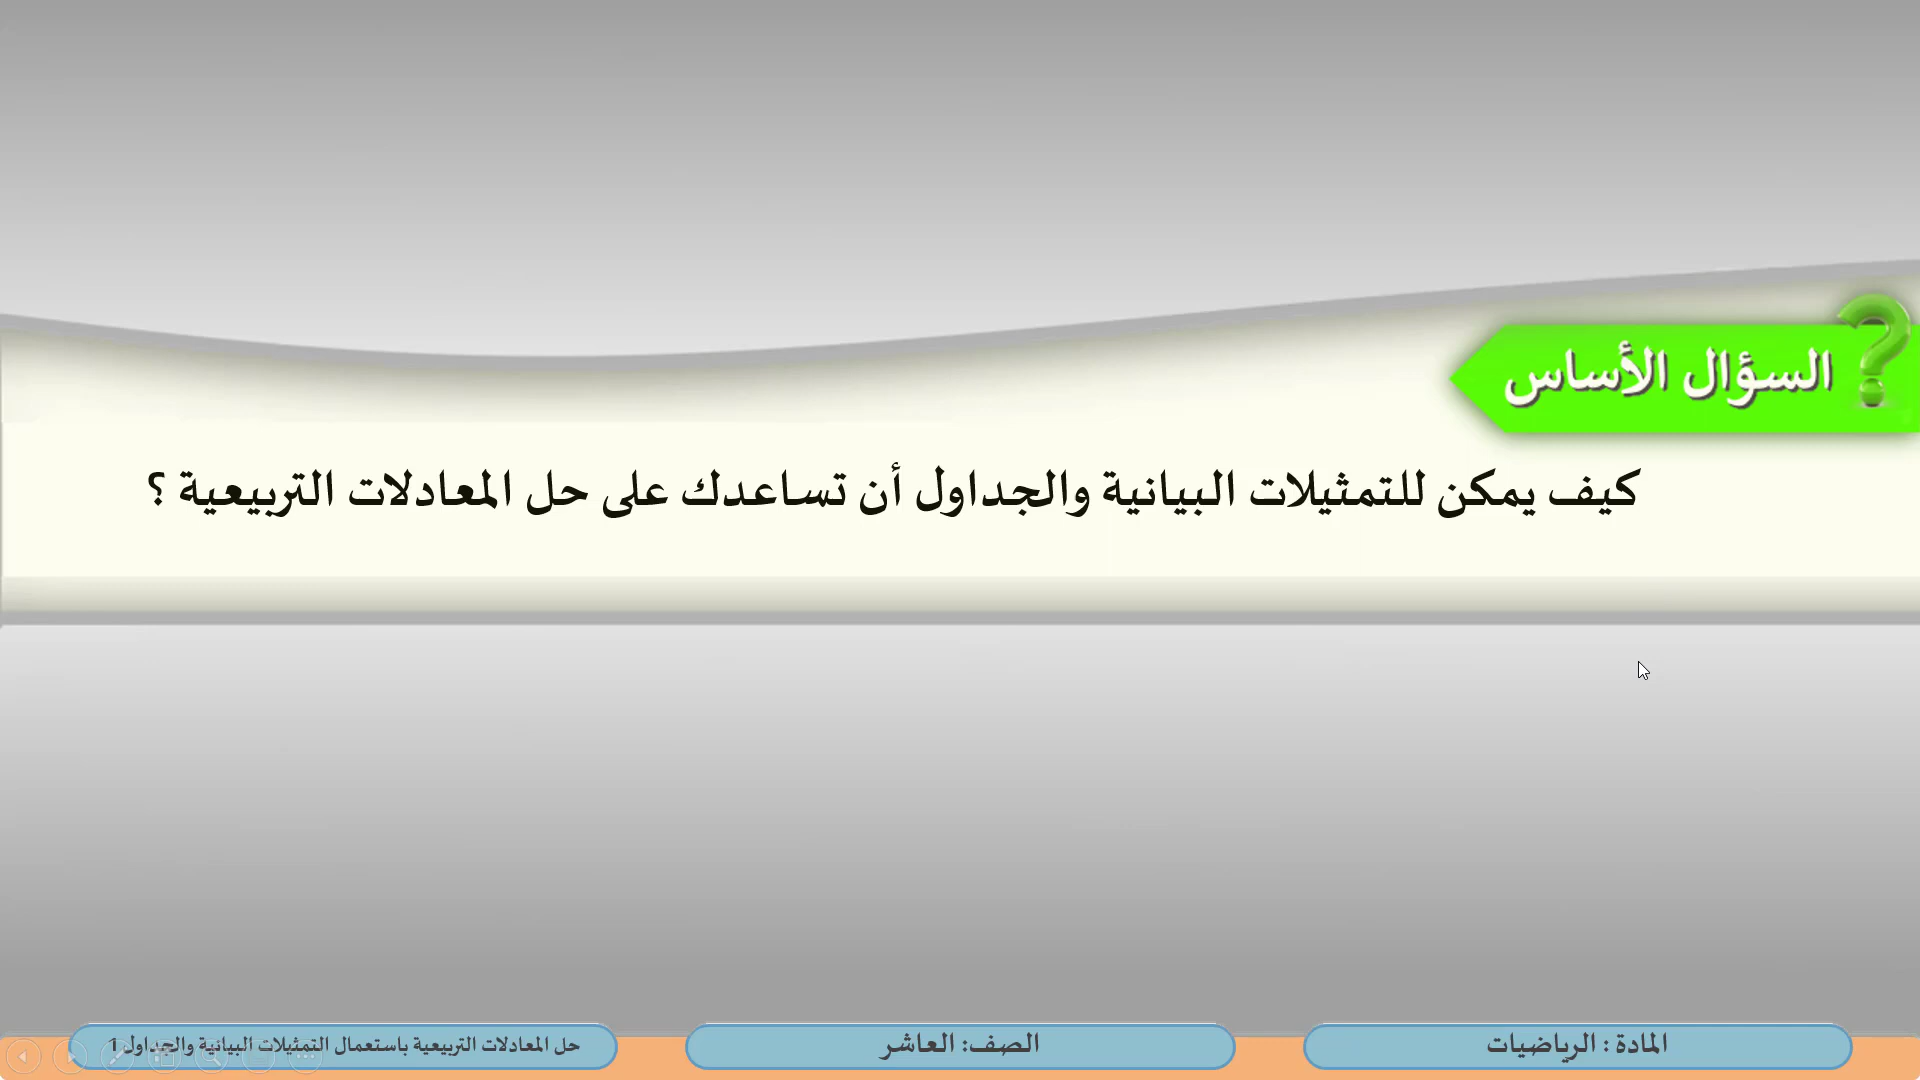 السؤال الأساس
كيف يمكن للتمثيلات البيانية والجداول أن تساعدك على حل المعادلات التربيعية ؟
المادة : الرياضيات
الصف: العاشر
حل المعادلات التربيعية باستعمال التمثيلات البيانية والجداول 1